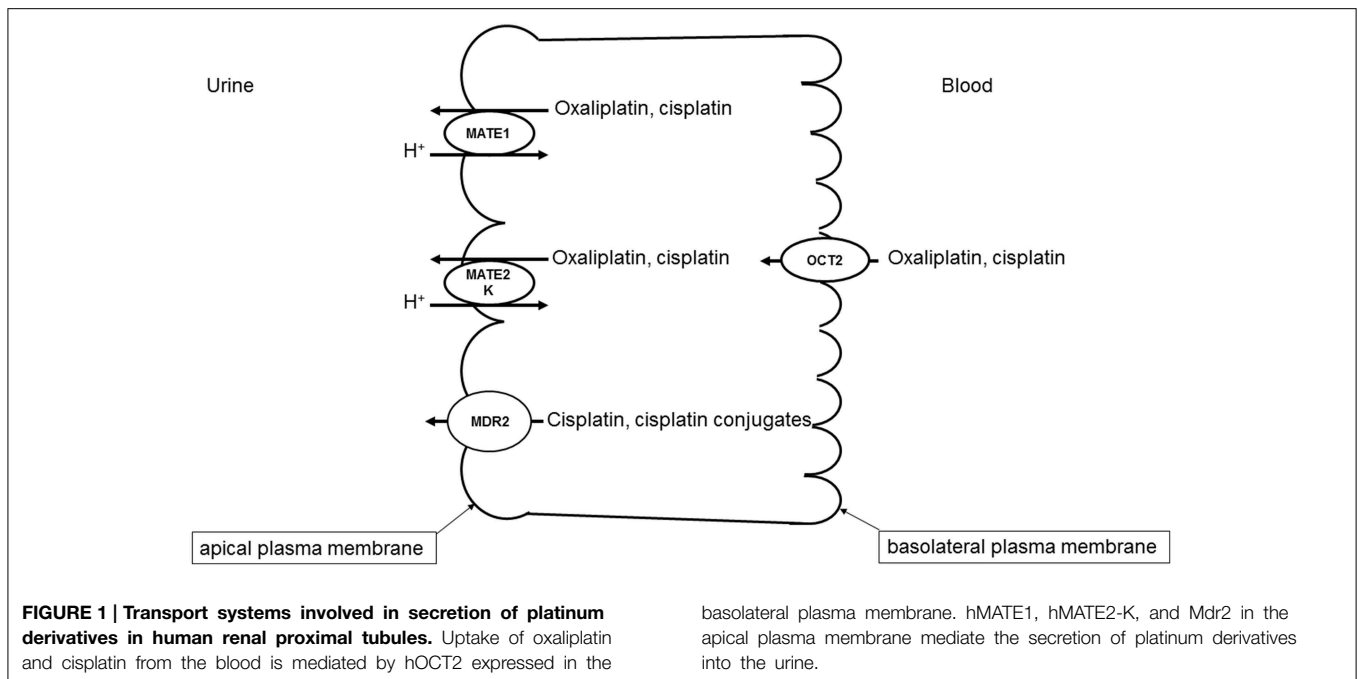 Urine
Blood
Oxaliplatin, cisplatin
MATE1
H+
Oxaliplatin, cisplatin
MATE2
K
H+
OCT2
Oxaliplatin, cisplatin
MDR2
Cisplatin, cisplatin conjugates
apical plasma membrane
basolateral plasma membrane
FIGURE 1 | Transport systems involved in secretion of platinum
derivatives in human renal proximal tubules. Uptake of oxaliplatin
and cisplatin from the blood is mediated by hOCT2 expressed in the
basolateral plasma membrane. hMATE1, hMATE2-K, and Mdr2 in the
apical plasma membrane mediate the secretion of platinum derivatives
into the urine.